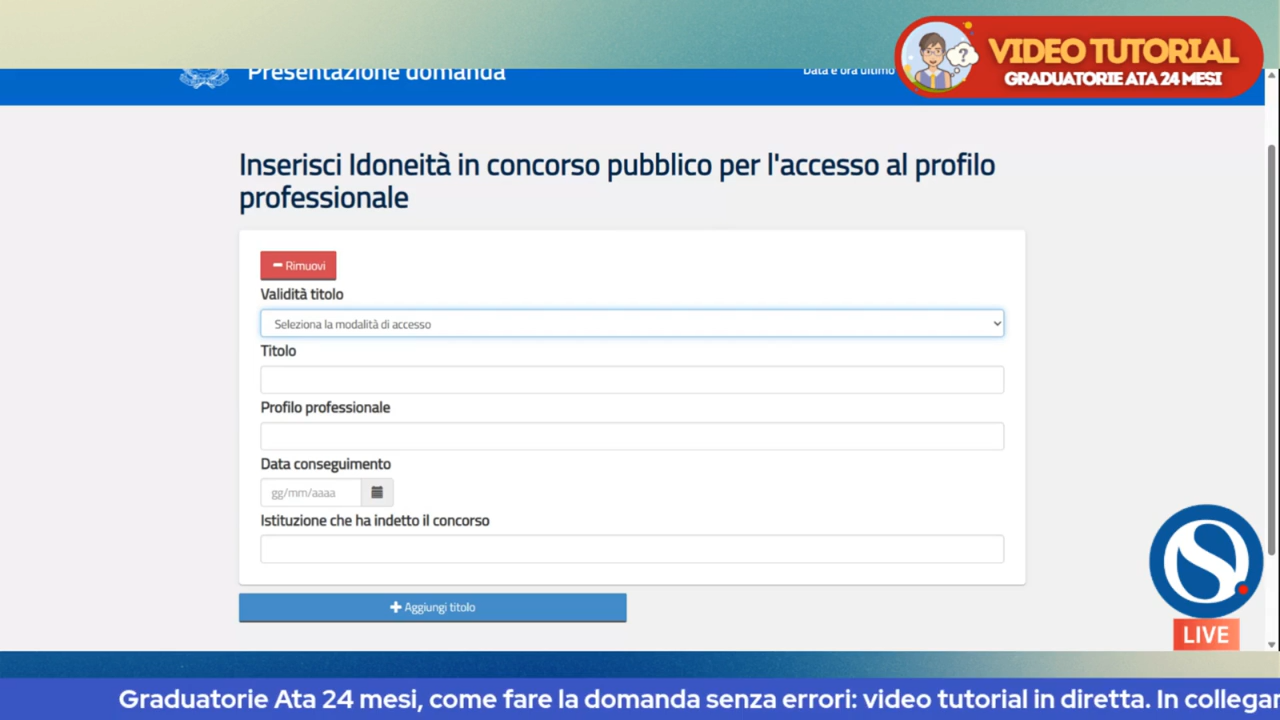 VIDEO TUTORIAL
GRADUATORIE ATA 24 MESI
Presentazione domanda
Data e ora ultimo
Inserisci Idoneità in concorso pubblico per l'accesso al profilo
professionale
Rimuovi
Validità titolo
Seleziona la modalità di accesso
Titolo
Profilo professionale
Data conseguimento
gg/mm/aaaa
Istituzione che ha indetto il concorso
Aggiungi titolo
LIVE
Graduatorie Ata 24 mesi, come fare la domanda senza errori: video tutorial in diretta. In collegar